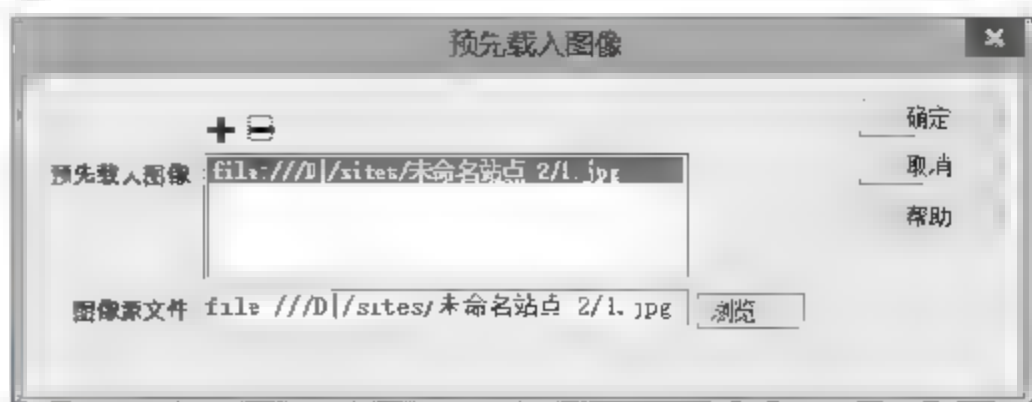 预先载入图像
确定
预先载入图像 file:///D|/sites/未命名站点 2/1.jpg
取消
帮助
图像源文件 file:///D|/sites/未命名站点 2/1.jpg 浏览